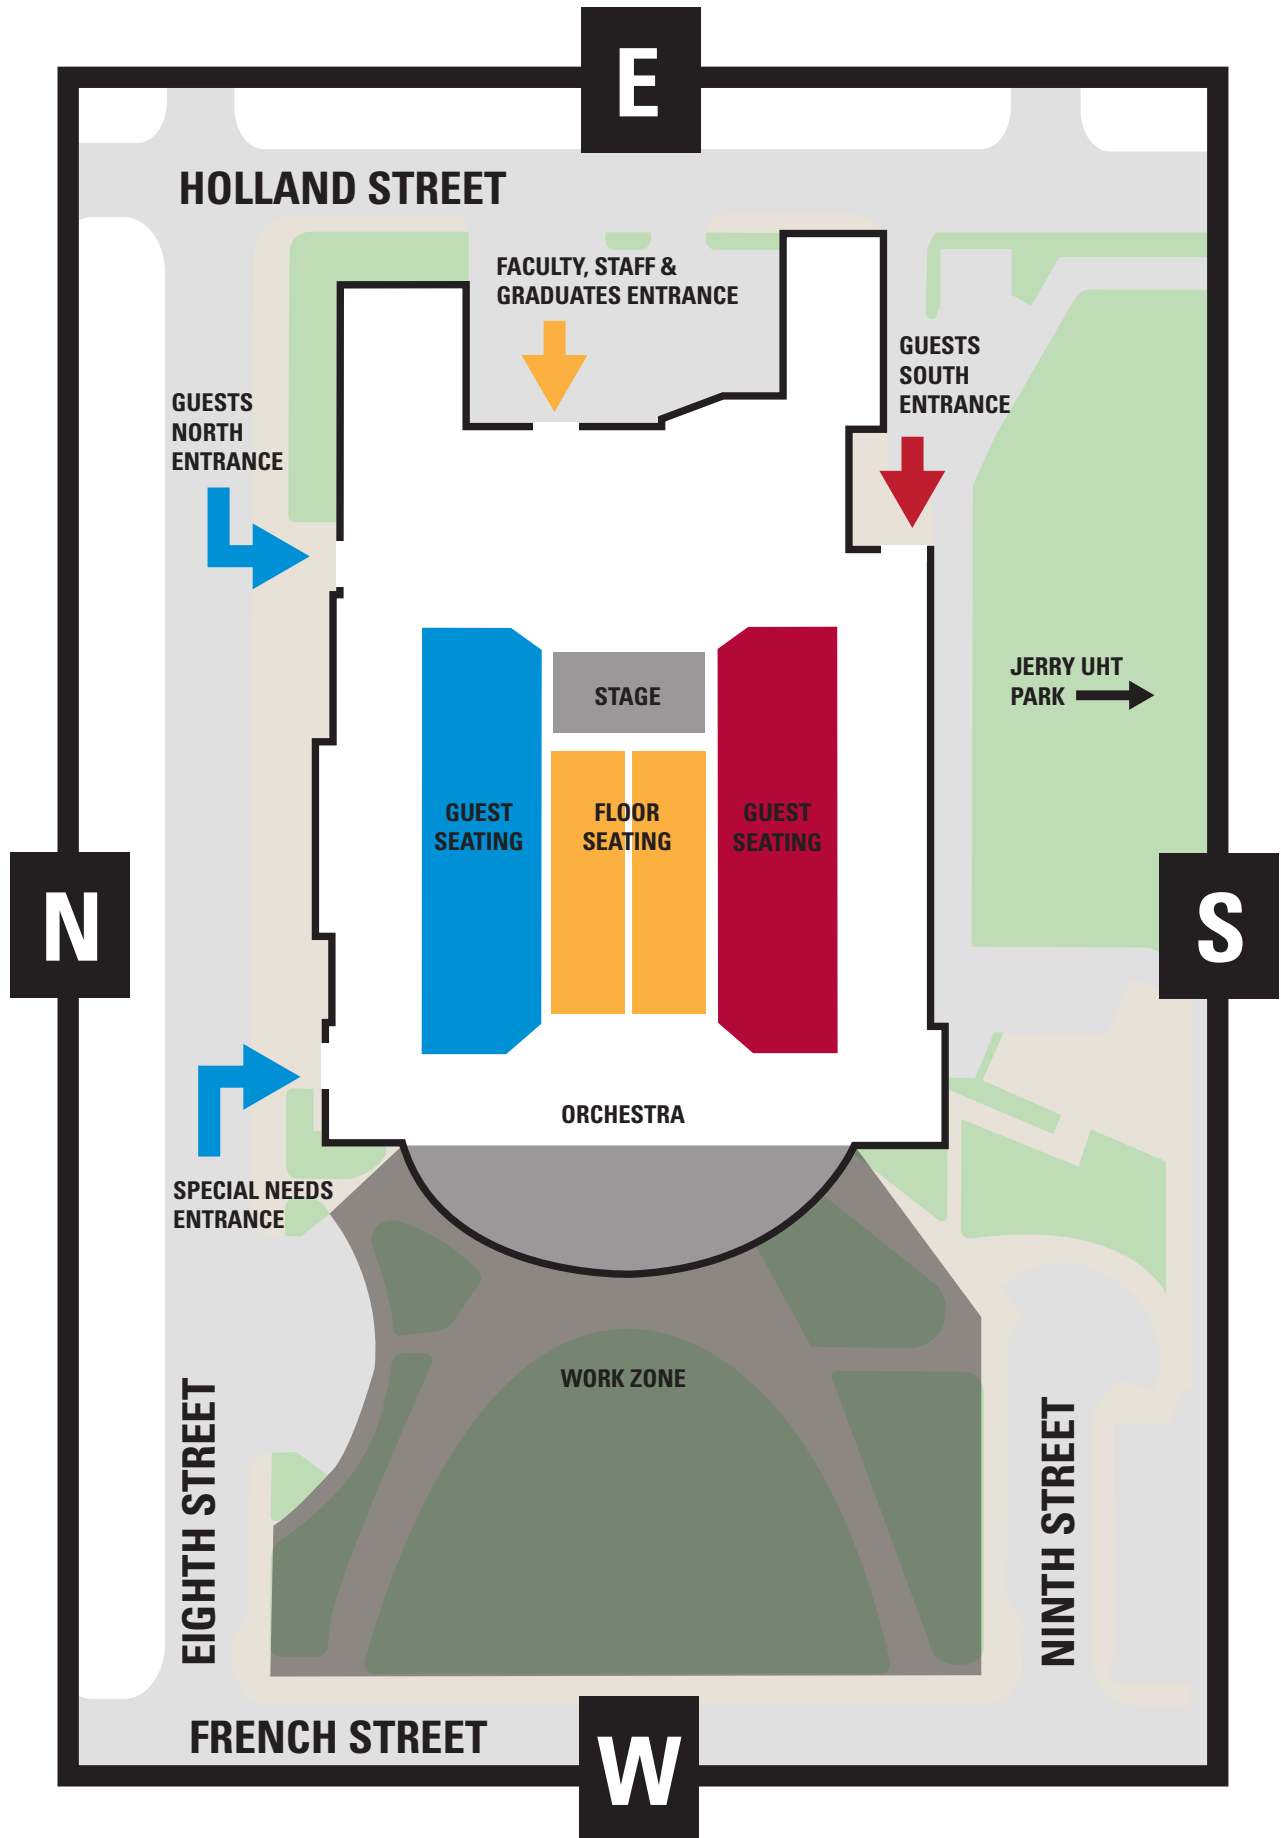 E
HOLLAND STREET
FACULTY, STAFF &
GRADUATES ENTRANCE
GUESTS
SOUTH
ENTRANCE
GUESTS
NORTH
ENTRANCE
JERRY UHT
PARK
STAGE
GUEST
SEATING
FLOOR
SEATING
GUEST
SEATING
N
S
ORCHESTRA
SPECIAL NEEDS
ENTRANCE
WORK ZONE
EIGHTH STREET
NINTH STREET
FRENCH STREET
W